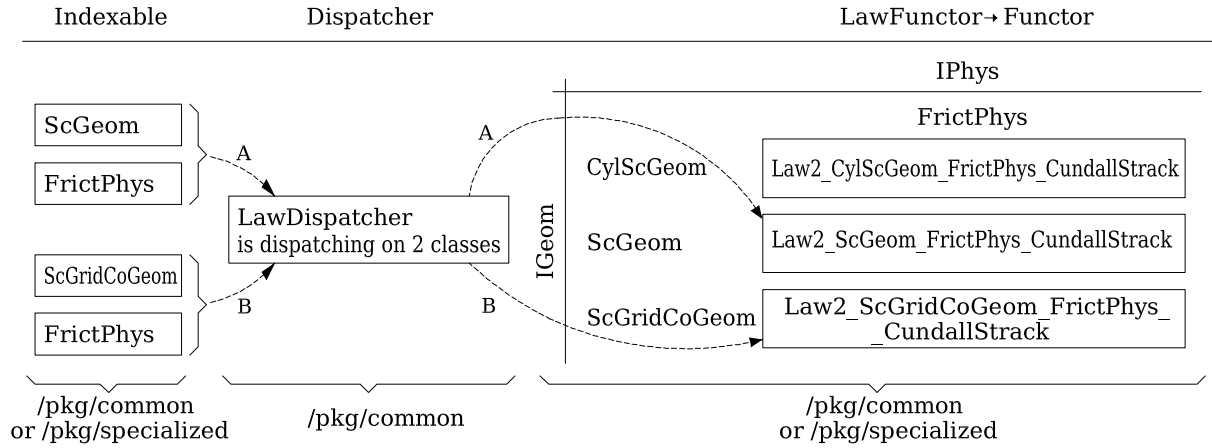 Indexable
Dispatcher
LawFunctor→ Functor
IPhys
FrictPhys
ScGeom
FrictPhys
A
A
LawDispatcher
is dispatching on 2 classes
IGeom
CylScGeom
Law2_CylScGeom_FrictPhys_CundallStrack
ScGeom
Law2_ScGeom_FrictPhys_CundallStrack
ScGridCoGeom
FrictPhys
B
B
ScGridCoGeom
Law2_ScGridCoGeom_FrictPhys_
_CundallStrack
/pkg/common
or /pkg/specialized
/pkg/common
/pkg/common
or /pkg/specialized